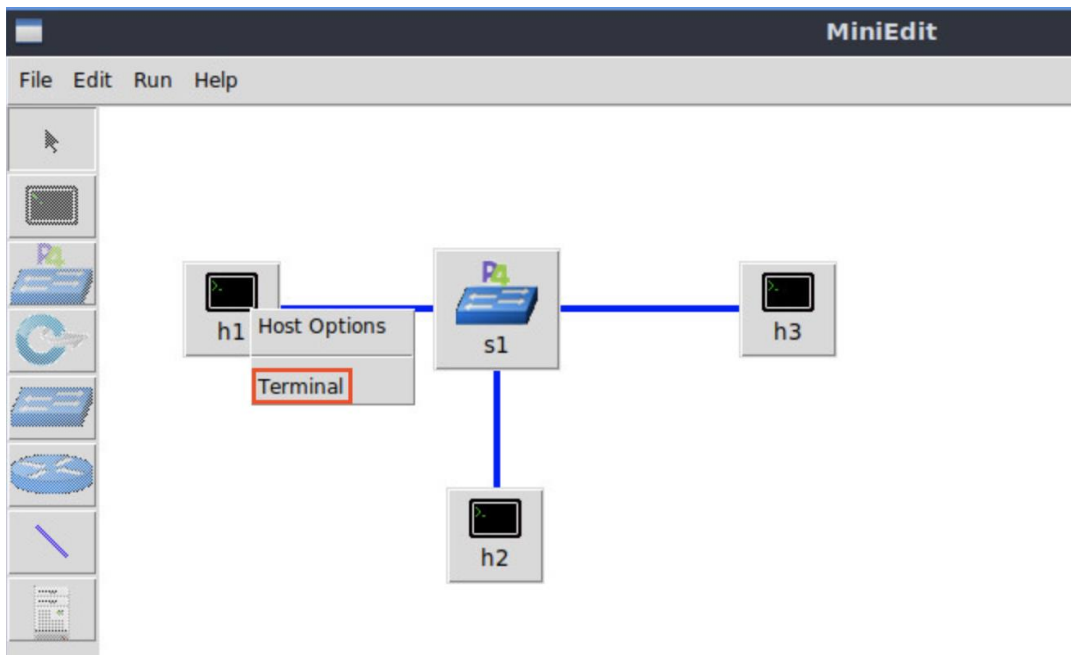 MiniEdit
File Edit Run Help
P4
P4
h1
Host Options
Terminal
s1
h3
h2